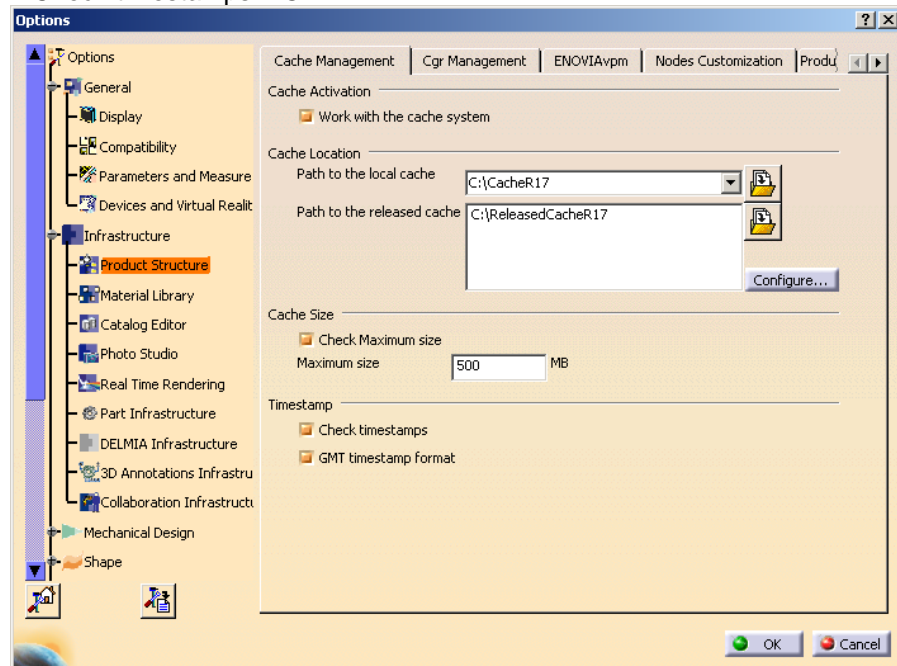 Options
Options
General
Display
Compatibility
Parameters and Measure
Devices and Virtual Realit
Infrastructure
Product Structure
Material Library
Catalog Editor
Photo Studio
Real Time Rendering
Part Infrastructure
DELMIA Infrastructure
3D Annotations Infrastru
Collaboration Infrastructu
Mechanical Design
Shape
Cache Management Cgr Management ENOVIAvpm Nodes Customization Produ
Cache Activation
Work with the cache system
Cache Location
Path to the local cache C:\CacheR17
Path to the released cache C:\ReleasedCacheR17
Configure...
Cache Size
Check Maximum size
Maximum size 500 MB
Timestamp
Check timestamps
GMT timestamp format
OK Cancel